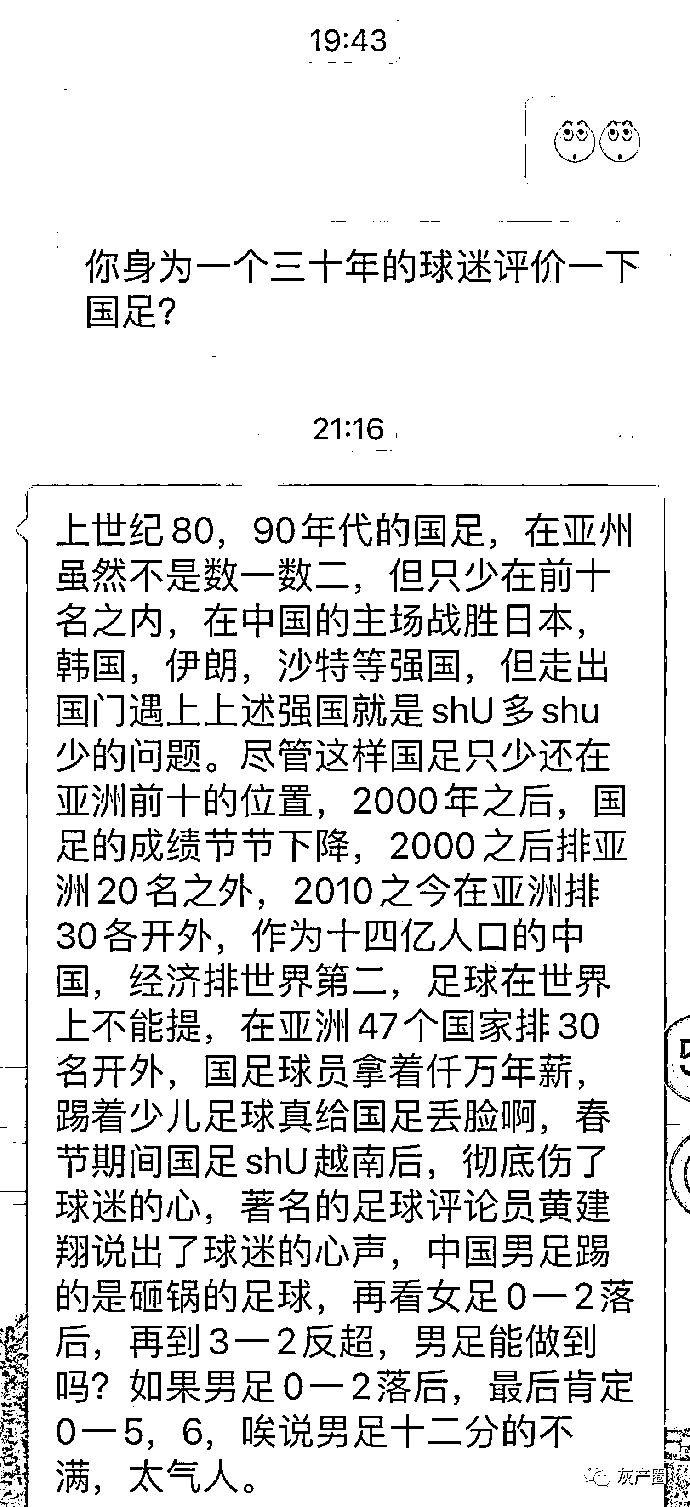 19:43
你身为一个三十年的球迷评价一下
国足?
21:16
上世纪80，90年代的国足，在亚州
虽然不是数一数二，但只少在前十
名之内，在中国的主场战胜日本，
韩国，伊朗，沙特等强国，但走出
国门遇上上述强国就是shU多shu
少的问题。尽管这样国足只少还在
亚洲前十的位置，2000年之后，国
足的成绩节节下降，2000之后排亚
洲20名之外，2010之今在亚洲排
30各开外，作为十四亿人口的中
国，经济排世界第二，足球在世界
上不能提，在亚洲47个国家排30
名开外，国足球员拿着仟万年薪，
踢着少儿足球真给国足丢脸啊，春
节期间国足shU越南后，彻底伤了
球迷的心，著名的足球评论员黄建
翔说出了球迷的心声，中国男足踢
的是砸锅的足球，再看女足0一2落
后，再到3一2反超，男足能做到
吗？如果男足0一2落后，最后肯定
0一5，6，唉说男足十二分的不
满，太气人。
灰产圈